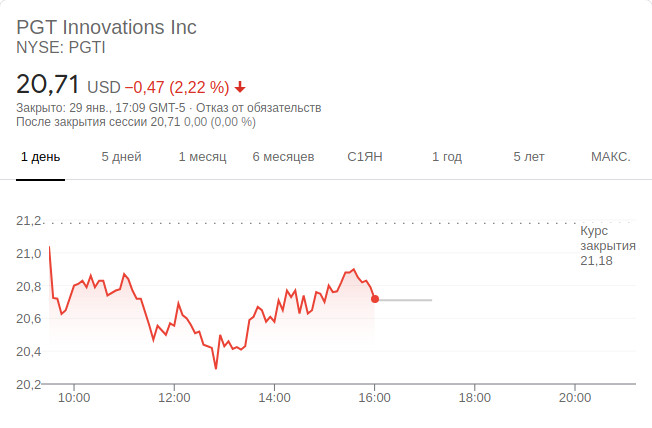 PGT Innovations Inc
NYSE: PGTI
20,71 USD −0,47 (2,22 %)
Закрыто: 29 янв., 17:09 GMT-5 · Отказ от обязательств
После закрытия сессии 20,71 0,00 (0,00 %)
1 день 5 дней 1 месяц 6 месяцев С1ЯН 1 год 5 лет МАКС.
21,2
Курс
закрытия
21,18
21,0
20,8
20,6
20,4
20,2
10:00 12:00 14:00 16:00 18:00 20:00